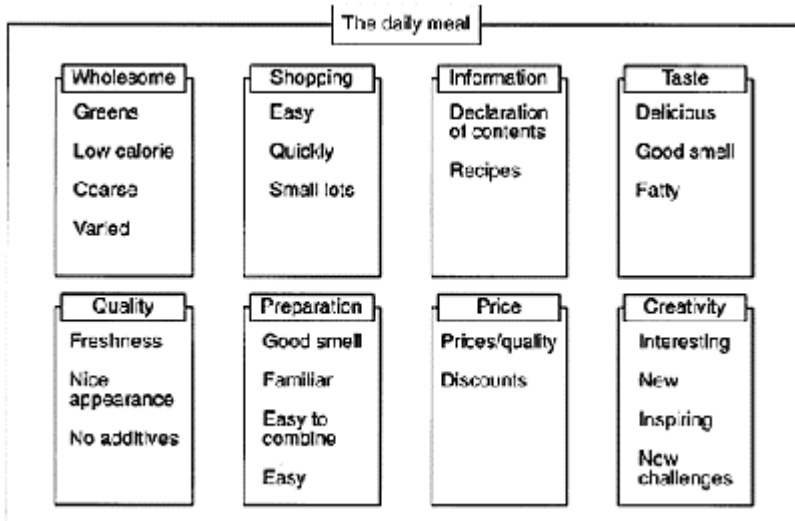 The daily meal
Wholesome
Greens
Low calorie
Coarse
Varied
Shopping
Easy
Quickly
Small lots
Information
Declaration
of contents
Recipes
Taste
Delicious
Good smell
Fatty
Quality
Freshness
Nice
appearance
No additives
Preparation
Good smell
Familiar
Easy to
combine
Easy
Price
Prices/quality
Discounts
Creativity
Interesting
New
Inspiring
New
challenges